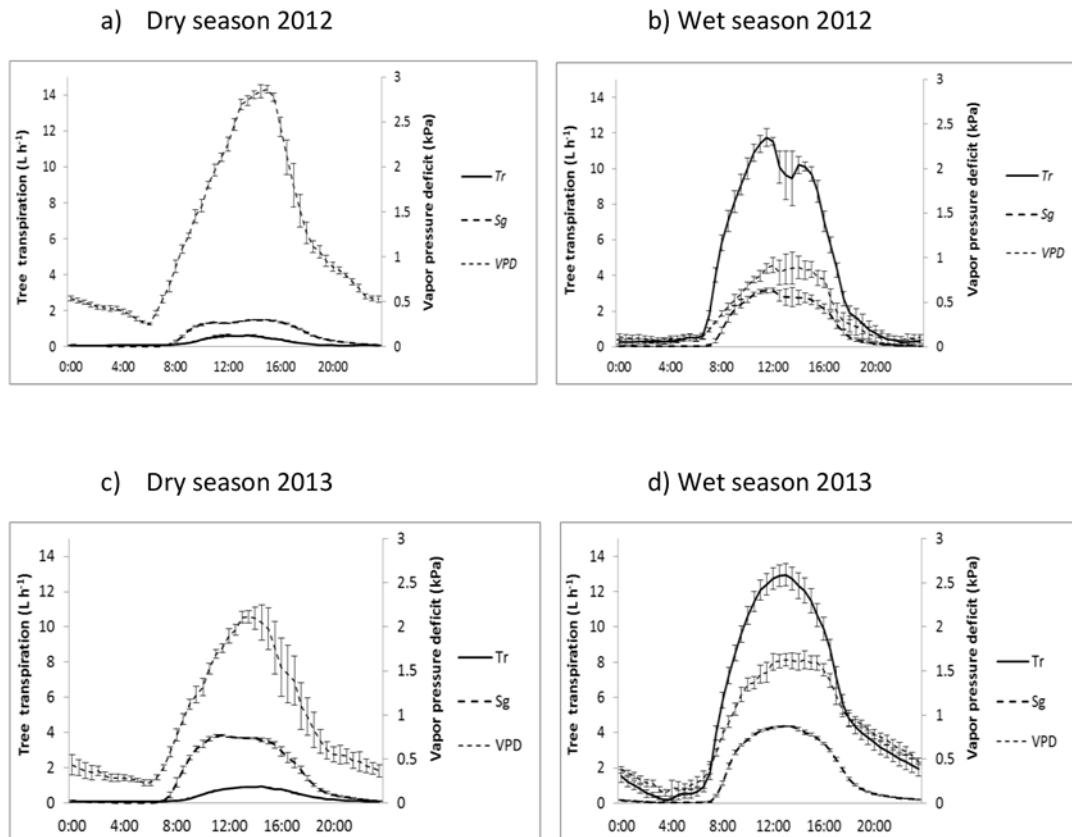 a) Dry season 2012
Tree transpiration (L h⁻¹)
14
12
10
8
6
4
2
0
3
2.5
2
1.5
1
0.5
0
Vapor pressure deficit (kPa)
0:00 4:00 8:00 12:00 16:00 20:00
Tr
Sg
VPD
b) Wet season 2012
Tree transpiration (L h⁻¹)
14
12
10
8
6
4
2
0
3
2.5
2
1.5
1
0.5
0
Vapor pressure deficit (kPa)
0:00 4:00 8:00 12:00 16:00 20:00
Tr
Sg
VPD
c) Dry season 2013
Tree transpiration (L h⁻¹)
14
12
10
8
6
4
2
0
3
2.5
2
1.5
1
0.5
0
Vapor pressure deficit (kPa)
0:00 4:00 8:00 12:00 16:00 20:00
Tr
Sg
VPD
d) Wet season 2013
Tree transpiration (L h⁻¹)
14
12
10
8
6
4
2
0
3
2.5
2
1.5
1
0.5
0
Vapor pressure deficit (kPa)
0:00 4:00 8:00 12:00 16:00 20:00
Tr
Sg
VPD